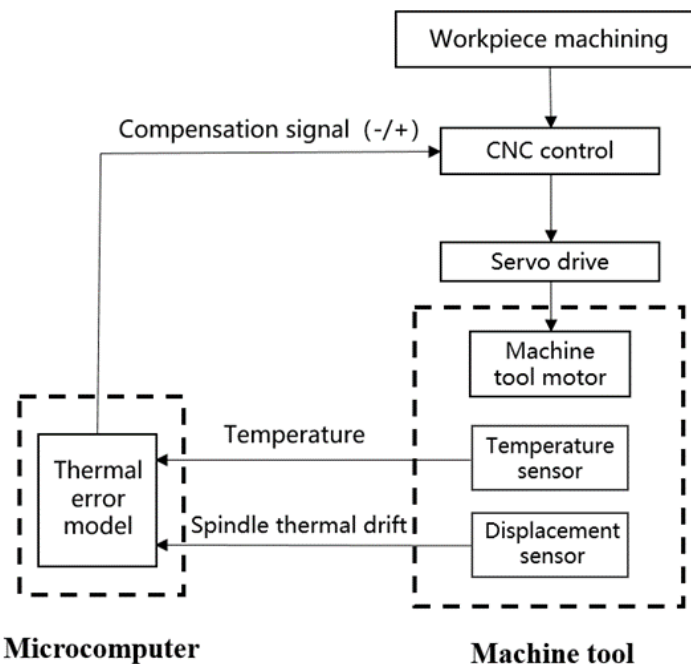 Workpiece machining
Compensation signal (-/+)
CNC control
Servo drive
Machine
tool motor
Temperature
Temperature
sensor
Thermal
error
model
Spindle thermal drift
Displacement
sensor
Microcomputer
Machine tool